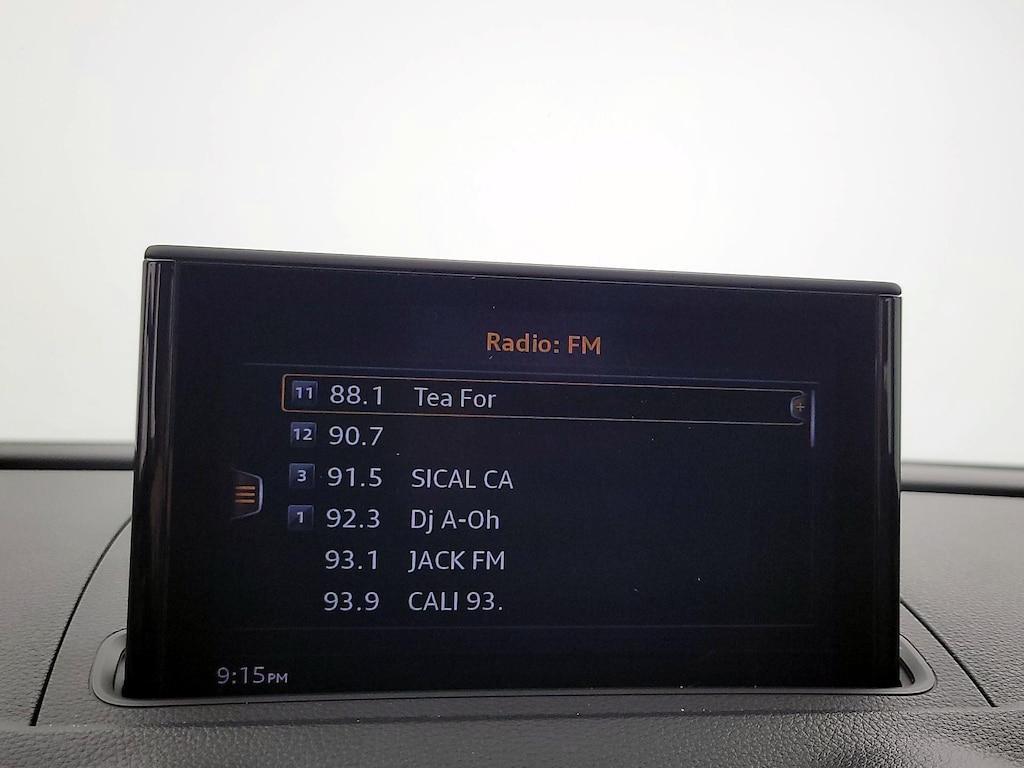 Radio: FM
11 88.1 Tea For
12 90.7
3 91.5 SICAL CA
1 92.3 Dj A-Oh
93.1 JACK FM
93.9 CALI 93.
9:15PM